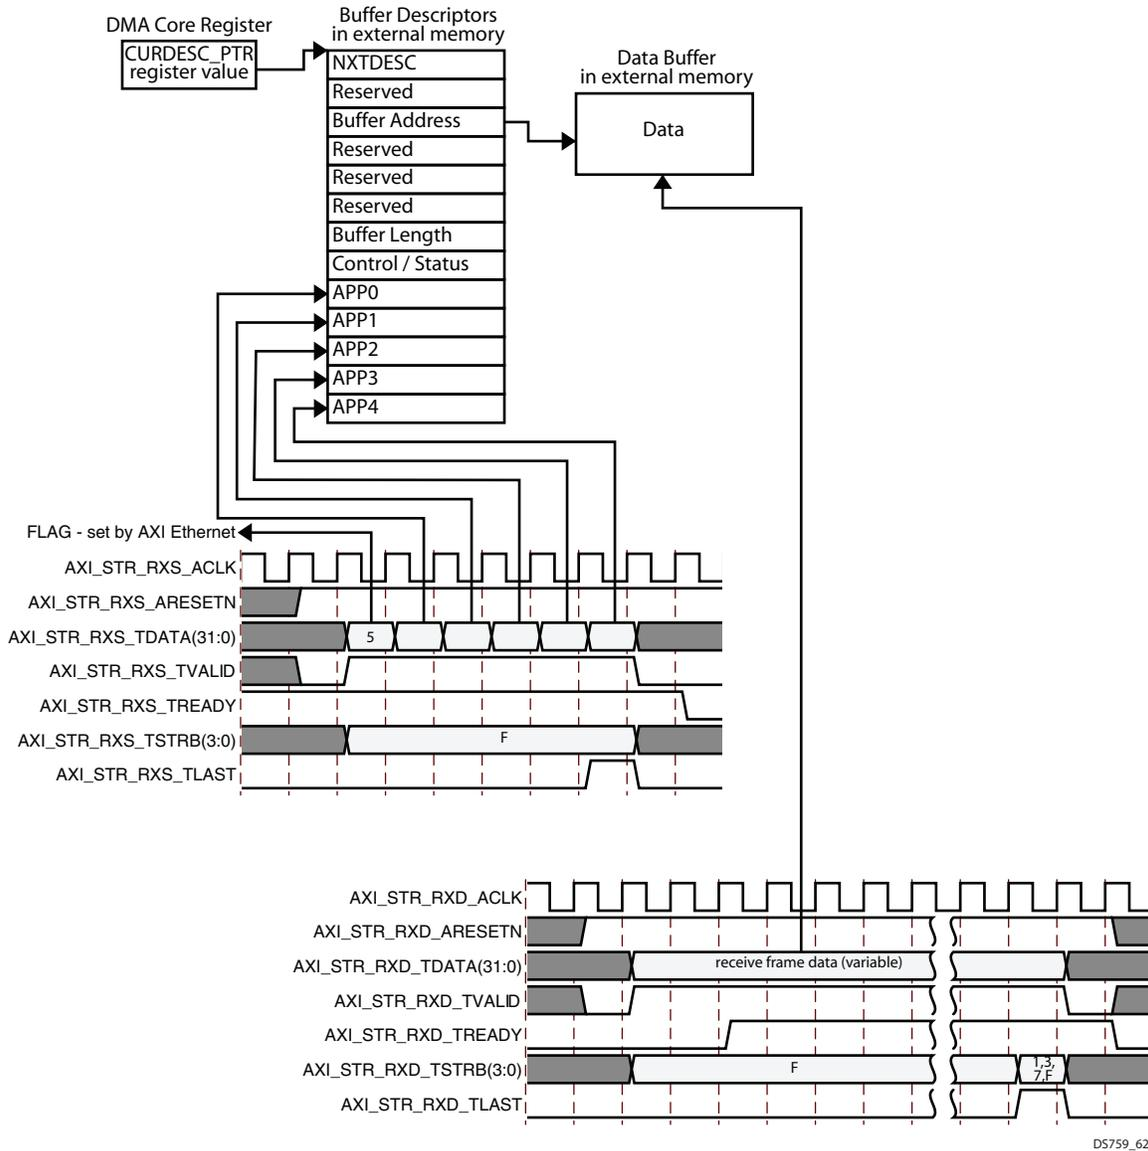 DMA Core Register
CURDESC_PTR
register value
Buffer Descriptors
in external memory
NXTDESC
Reserved
Buffer Address
Reserved
Reserved
Reserved
Buffer Length
Control / Status
APP0
APP1
APP2
APP3
APP4
Data Buffer
in external memory
Data
FLAG - set by AXI Ethernet
AXI_STR_RXS_ACLK
AXI_STR_RXS_ARESETN
AXI_STR_RXS_TDATA(31:0)
5
AXI_STR_RXS_TVALID
AXI_STR_RXS_TREADY
AXI_STR_RXS_TSTRB(3:0)
F
AXI_STR_RXS_TLAST
AXI_STR_RXD_ACLK
AXI_STR_RXD_ARESETN
AXI_STR_RXD_TDATA(31:0)
receive frame data (variable)
AXI_STR_RXD_TVALID
AXI_STR_RXD_TREADY
AXI_STR_RXD_TSTRB(3:0)
F
1,3,
7,F
AXI_STR_RXD_TLAST
DS759_62